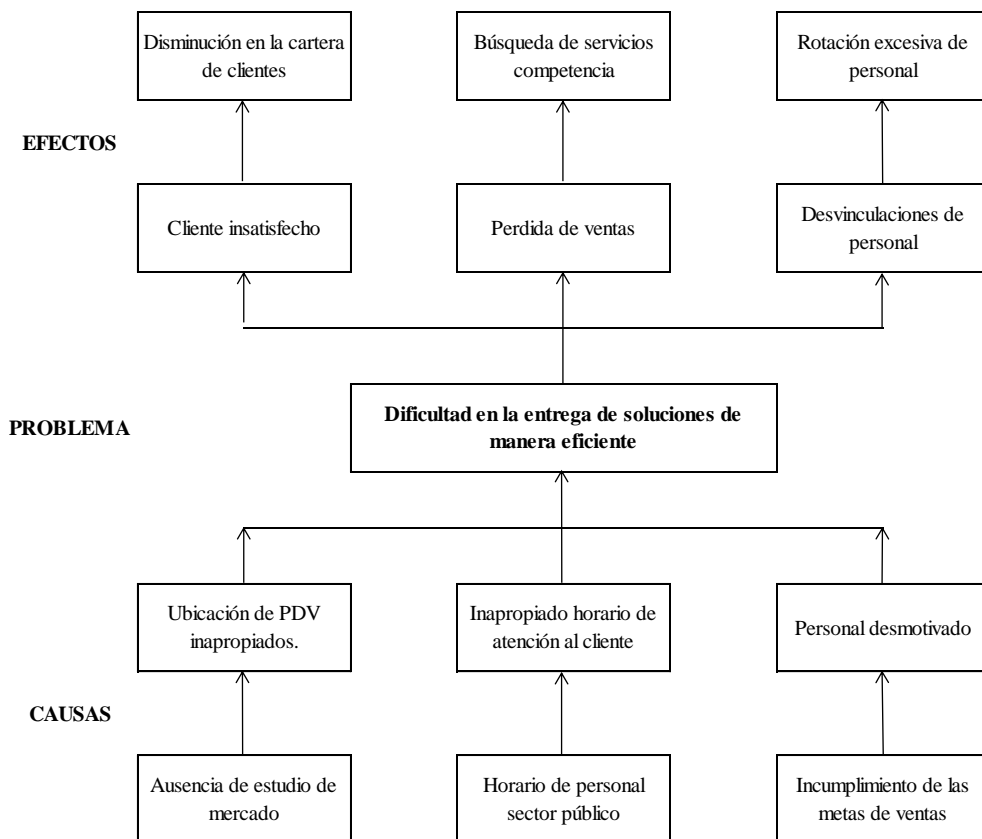 Disminución en la cartera
de clientes
Búsqueda de servicios
competencia
Rotación excesiva de
personal
EFECTOS
Cliente insatisfecho
Perdida de ventas
Desvinculaciones de
personal
PROBLEMA
Dificultad en la entrega de soluciones de
manera eficiente
Ubicación de PDV
inapropiados.
Inapropiado horario de
atención al cliente
Personal desmotivado
CAUSAS
Ausencia de estudio de
mercado
Horario de personal
sector público
Incumplimiento de las
metas de ventas